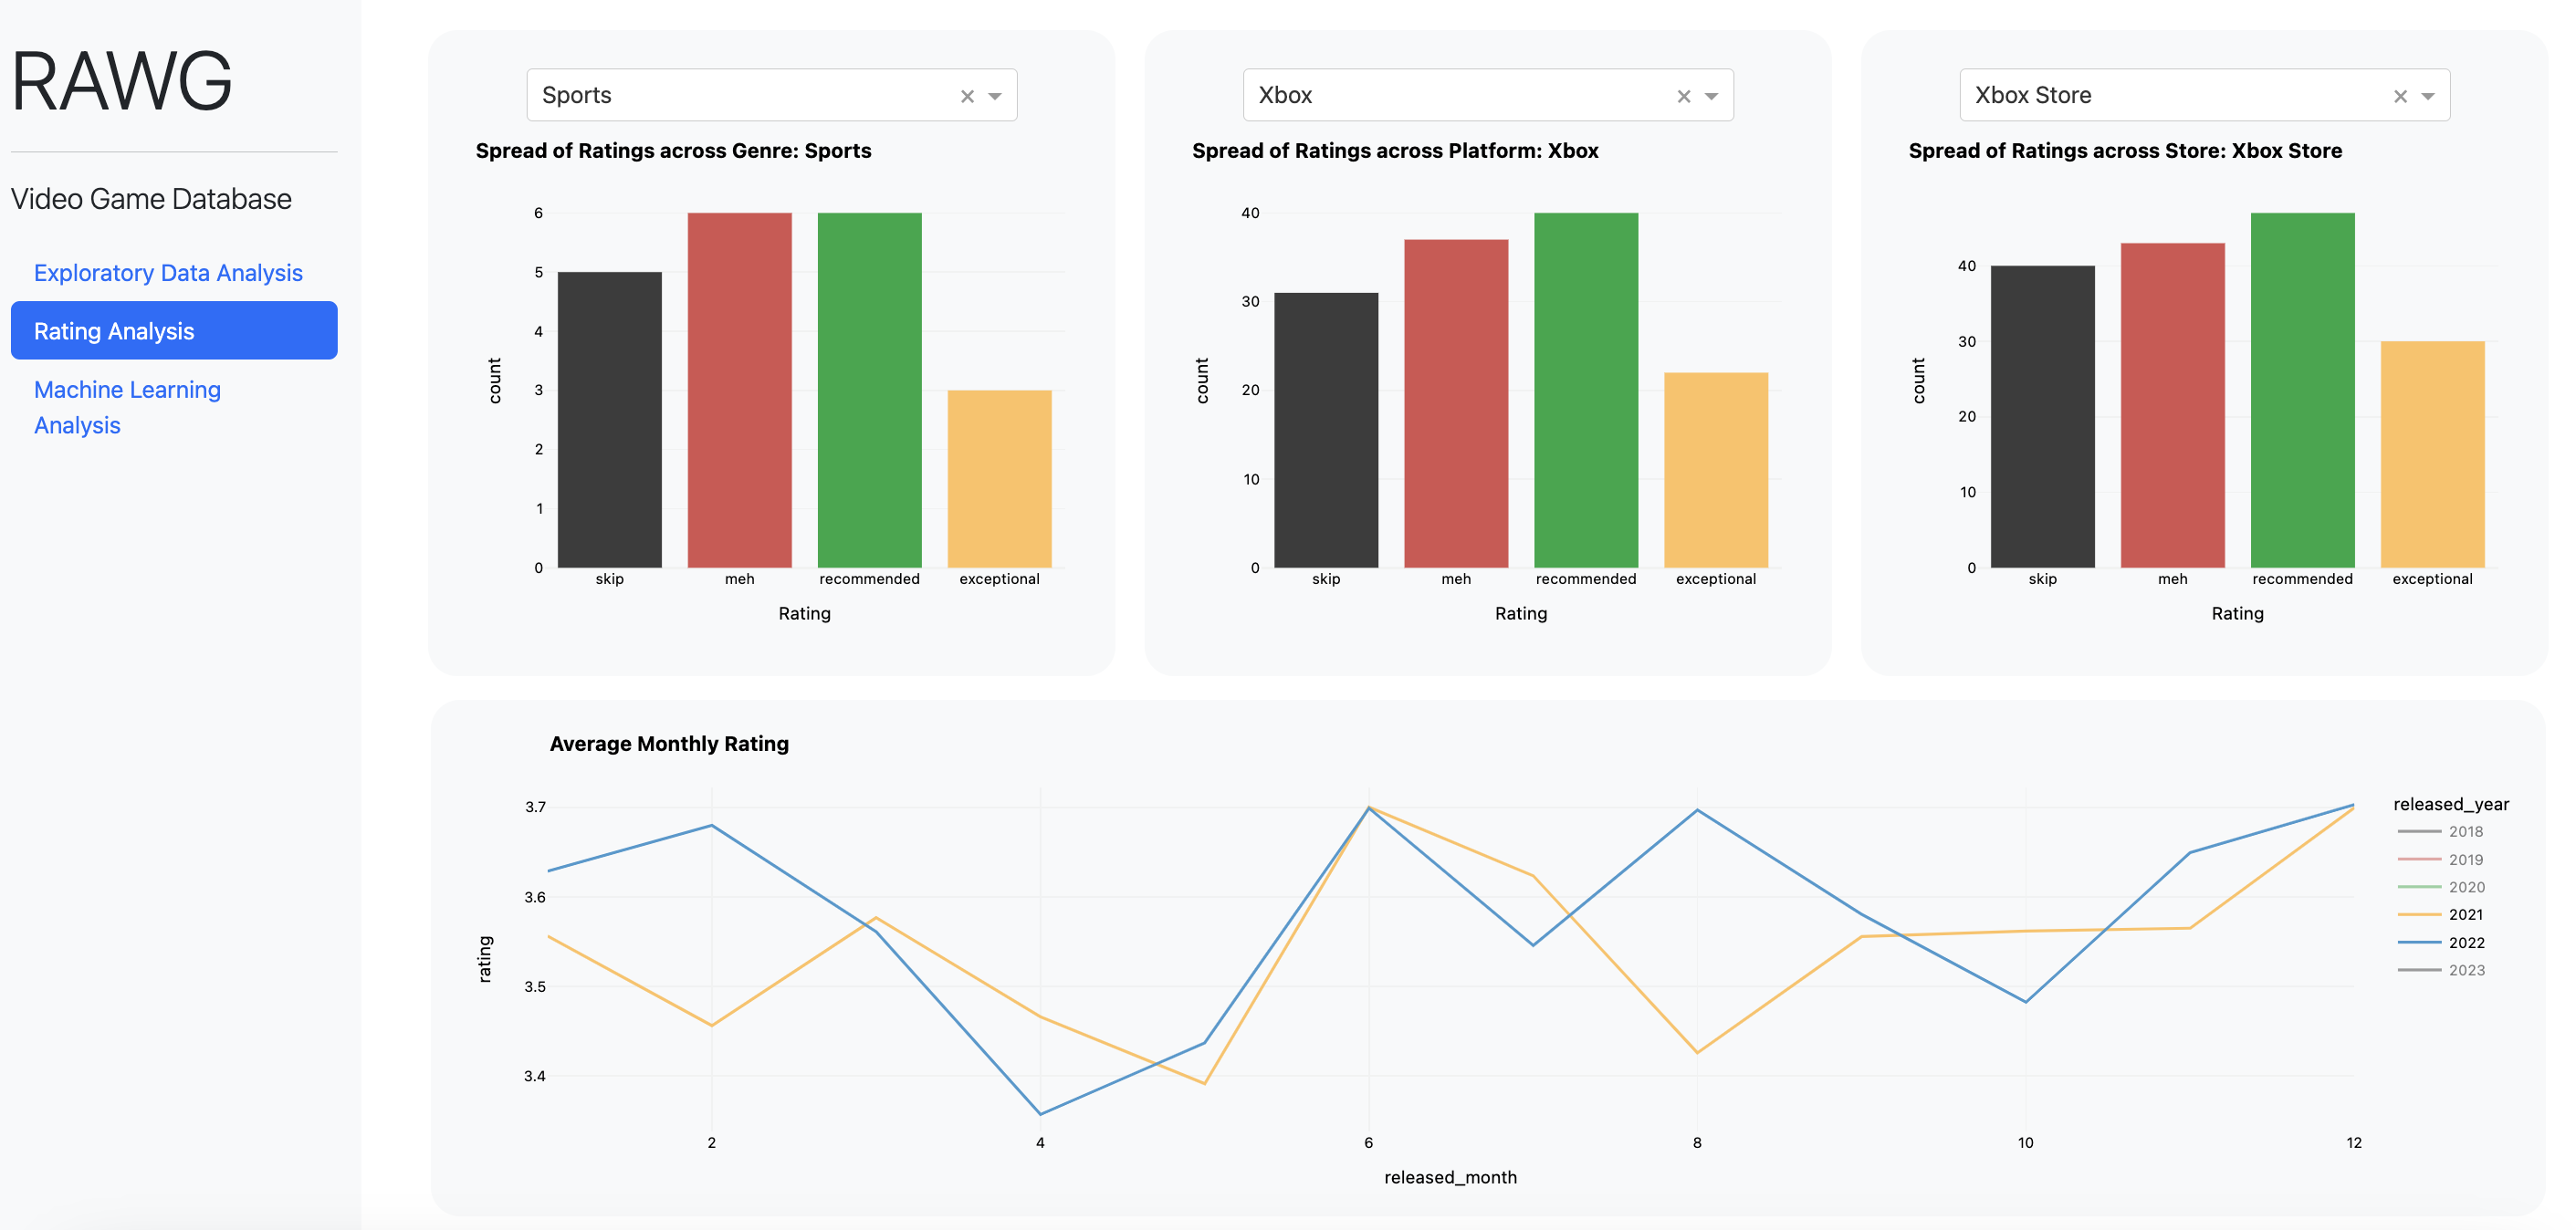 RAWG
Video Game Database
Exploratory Data Analysis
Rating Analysis
Machine Learning
Analysis
Sports
Spread of Ratings across Genre: Sports
6
5
4
3
2
1
0
count
skip meh recommended exceptional
Rating
Xbox
Spread of Ratings across Platform: Xbox
40
30
20
10
0
count
skip meh recommended exceptional
Rating
Xbox Store
Spread of Ratings across Store: Xbox Store
40
30
20
10
0
count
skip meh recommended exceptional
Rating
Average Monthly Rating
3.7
3.6
3.5
3.4
rating
2 4 6 8 10 12
released_month
released_year
2018
2019
2020
2021
2022
2023